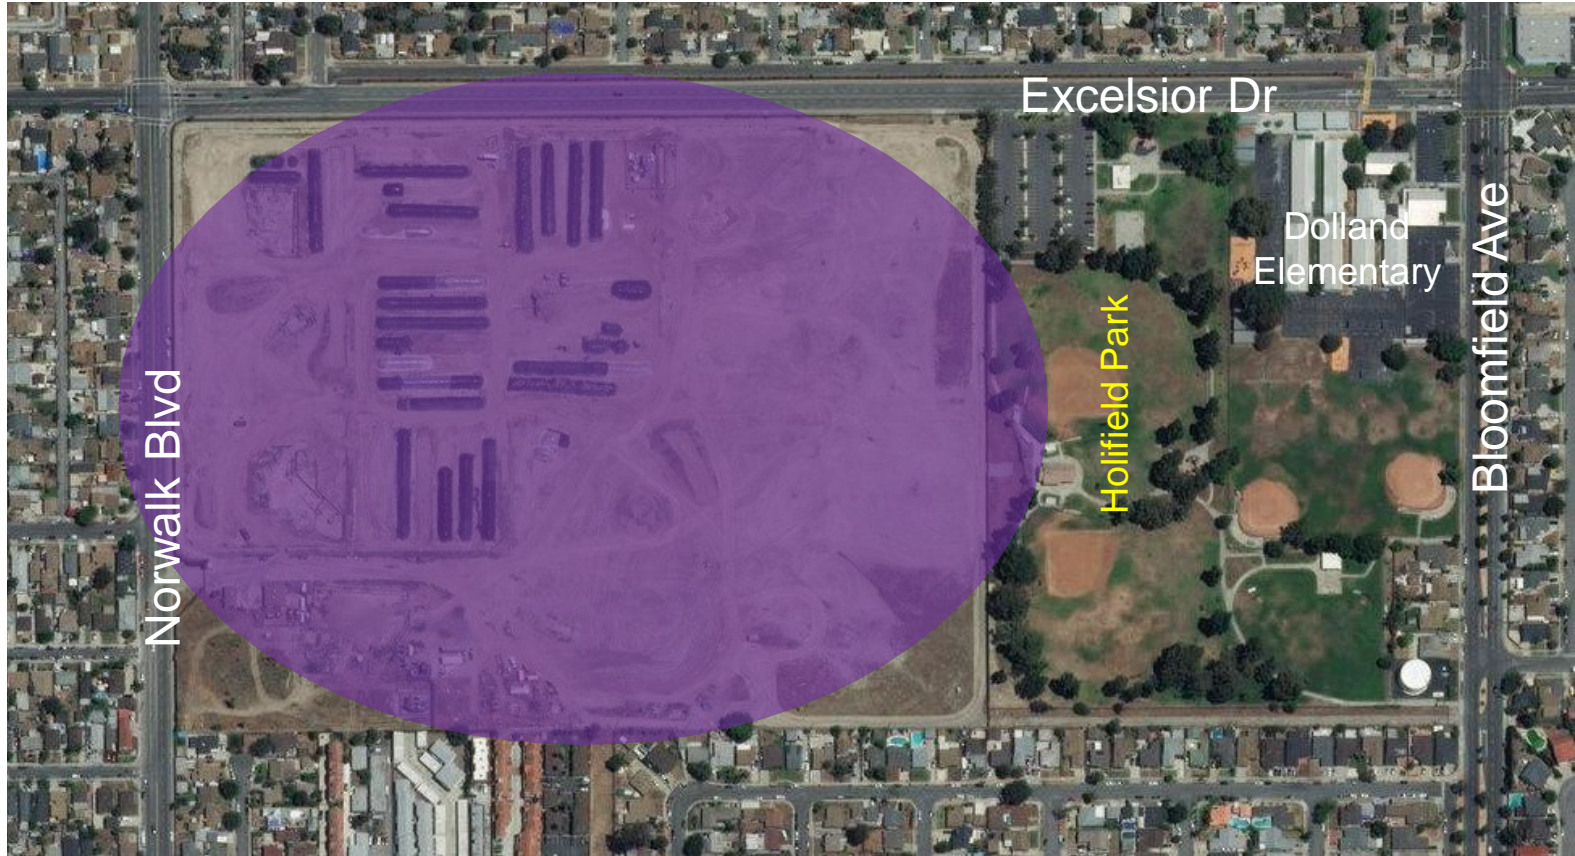 Excelsior Dr
Dolland
Elementary
Bloomfield Ave
Holifield Park
Norwalk Blvd